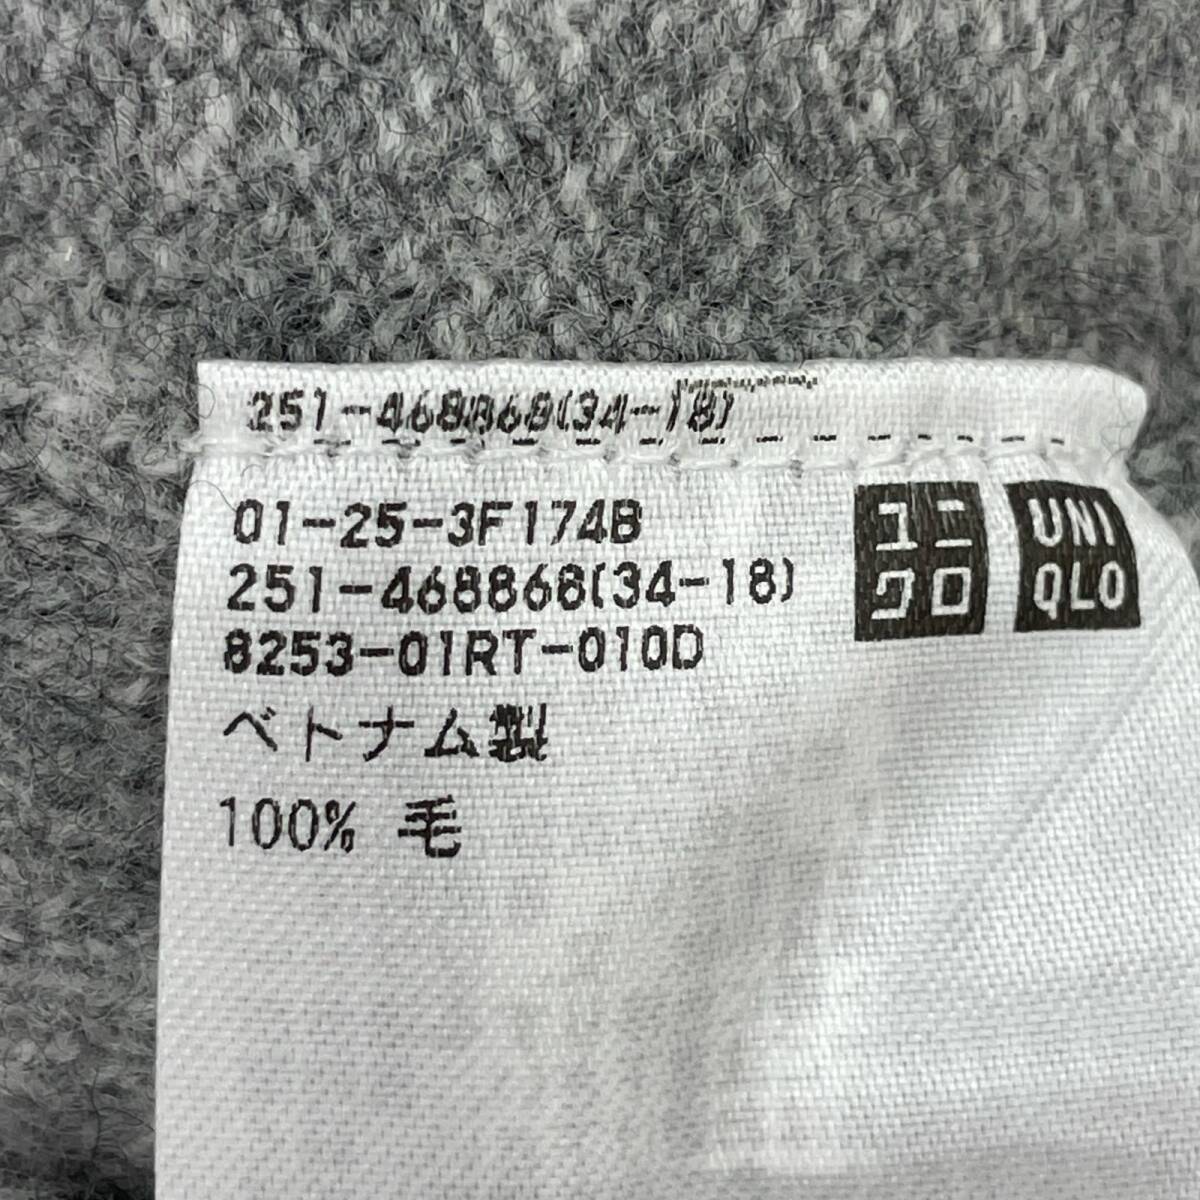 251-468868(34-18)
01-25-3F174B
251-468868(34-18)
8253-01RT-010D
ベトナム製
100% 毛
ユニ
クロ
UNI
QLO